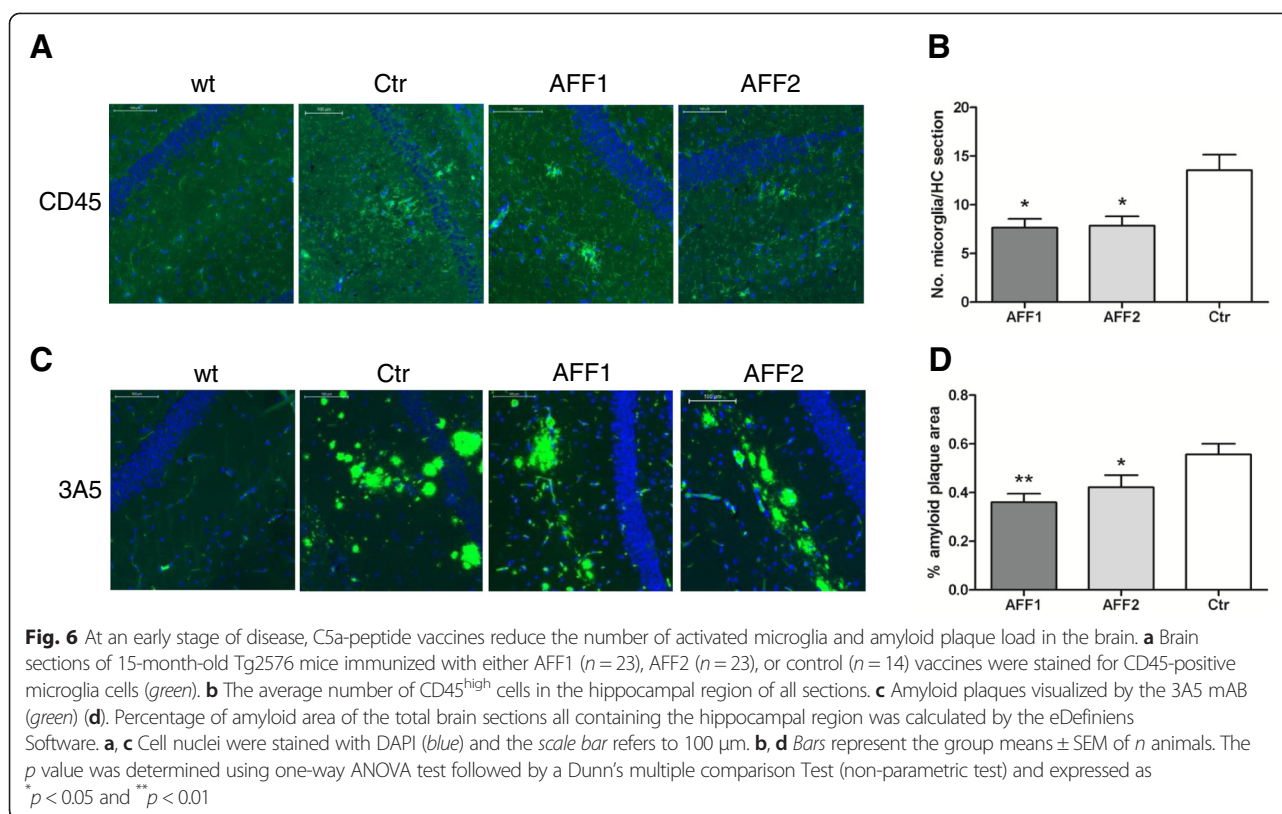 A
wt Ctr AFF1 AFF2
CD45
B
No. micorglia/HC section
20
15
10
5
0
* *
AFF1 AFF2 Ctr
C
wt Ctr AFF1 AFF2
3A5
100 µm
D
% amyloid plaque area
0.8
0.6
0.4
0.2
0.0
** *
AFF1 AFF2 Ctr
Fig. 6 At an early stage of disease, C5a-peptide vaccines reduce the number of activated microglia and amyloid plaque load in the brain. a Brain
sections of 15-month-old Tg2576 mice immunized with either AFF1 (n = 23), AFF2 (n = 23), or control (n = 14) vaccines were stained for CD45-positive
microglia cells (green). b The average number of CD45high cells in the hippocampal region of all sections. c Amyloid plaques visualized by the 3A5 mAB
(green) (d). Percentage of amyloid area of the total brain sections all containing the hippocampal region was calculated by the eDefiniens
Software. a, c Cell nuclei were stained with DAPI (blue) and the scale bar refers to 100 μm. b, d Bars represent the group means ± SEM of n animals. The
p value was determined using one-way ANOVA test followed by a Dunn's multiple comparison Test (non-parametric test) and expressed as
*p < 0.05 and **p < 0.01